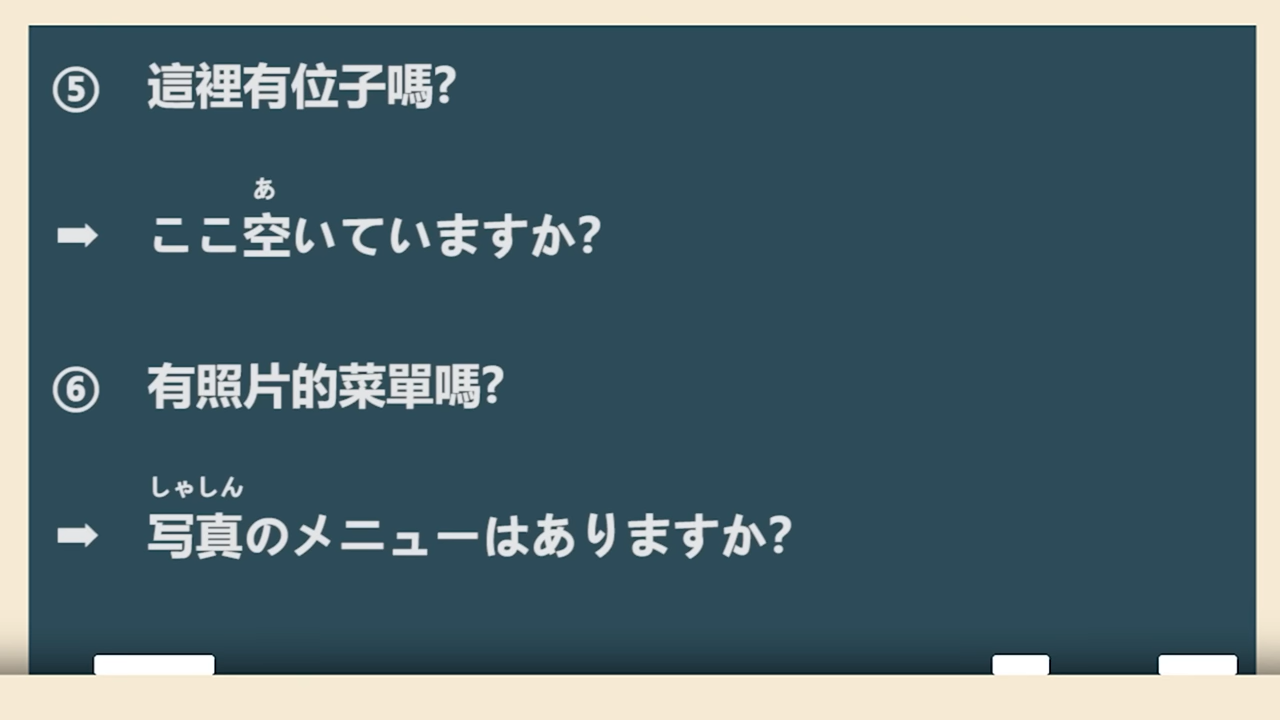 ⑤ 這裡有位子嗎?
あ
➡ ここ空いていますか?
⑥ 有照片的菜單嗎?
しゃしん
➡ 写真のメニューはありますか?